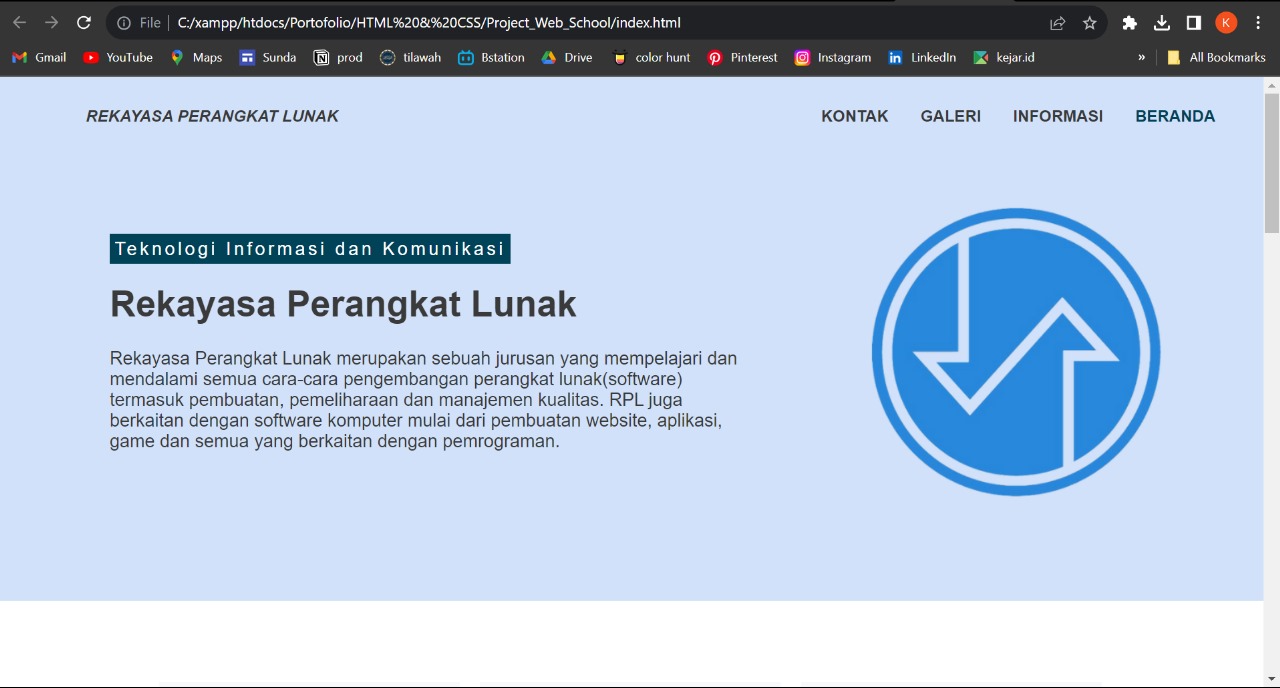 File
C:/xampp/htdocs/Portofolio/HTML%20&%20CSS/Project_Web_School/index.html
K
Gmail YouTube Maps Sunda prod tilawah Bstation Drive color hunt Pinterest Instagram LinkedIn kejar.id » All Bookmarks
REKAYASA PERANGKAT LUNAK
KONTAK GALERI INFORMASI BERANDA
Teknologi Informasi dan Komunikasi
Rekayasa Perangkat Lunak
Rekayasa Perangkat Lunak merupakan sebuah jurusan yang mempelajari dan
mendalami semua cara-cara pengembangan perangkat lunak(software)
termasuk pembuatan, pemeliharaan dan manajemen kualitas. RPL juga
berkaitan dengan software komputer mulai dari pembuatan website, aplikasi,
game dan semua yang berkaitan dengan pemrograman.